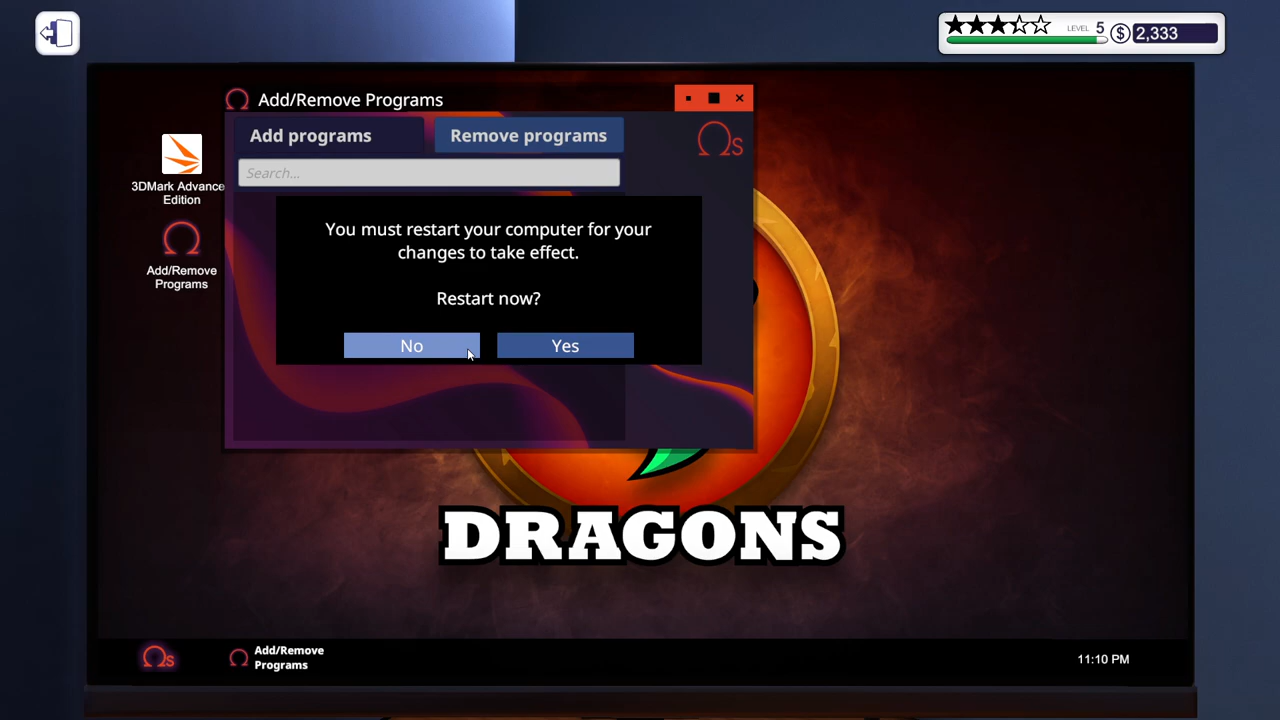 LEVEL 5
$ 2,333
Add/Remove Programs
Add programs
Remove programs
Ωs
Search...
3DMark Advance
Edition
Add/Remove
Programs
You must restart your computer for your
changes to take effect.
Restart now?
No
Yes
DRAGONS
Ωs
Add/Remove
Programs
11:10 PM